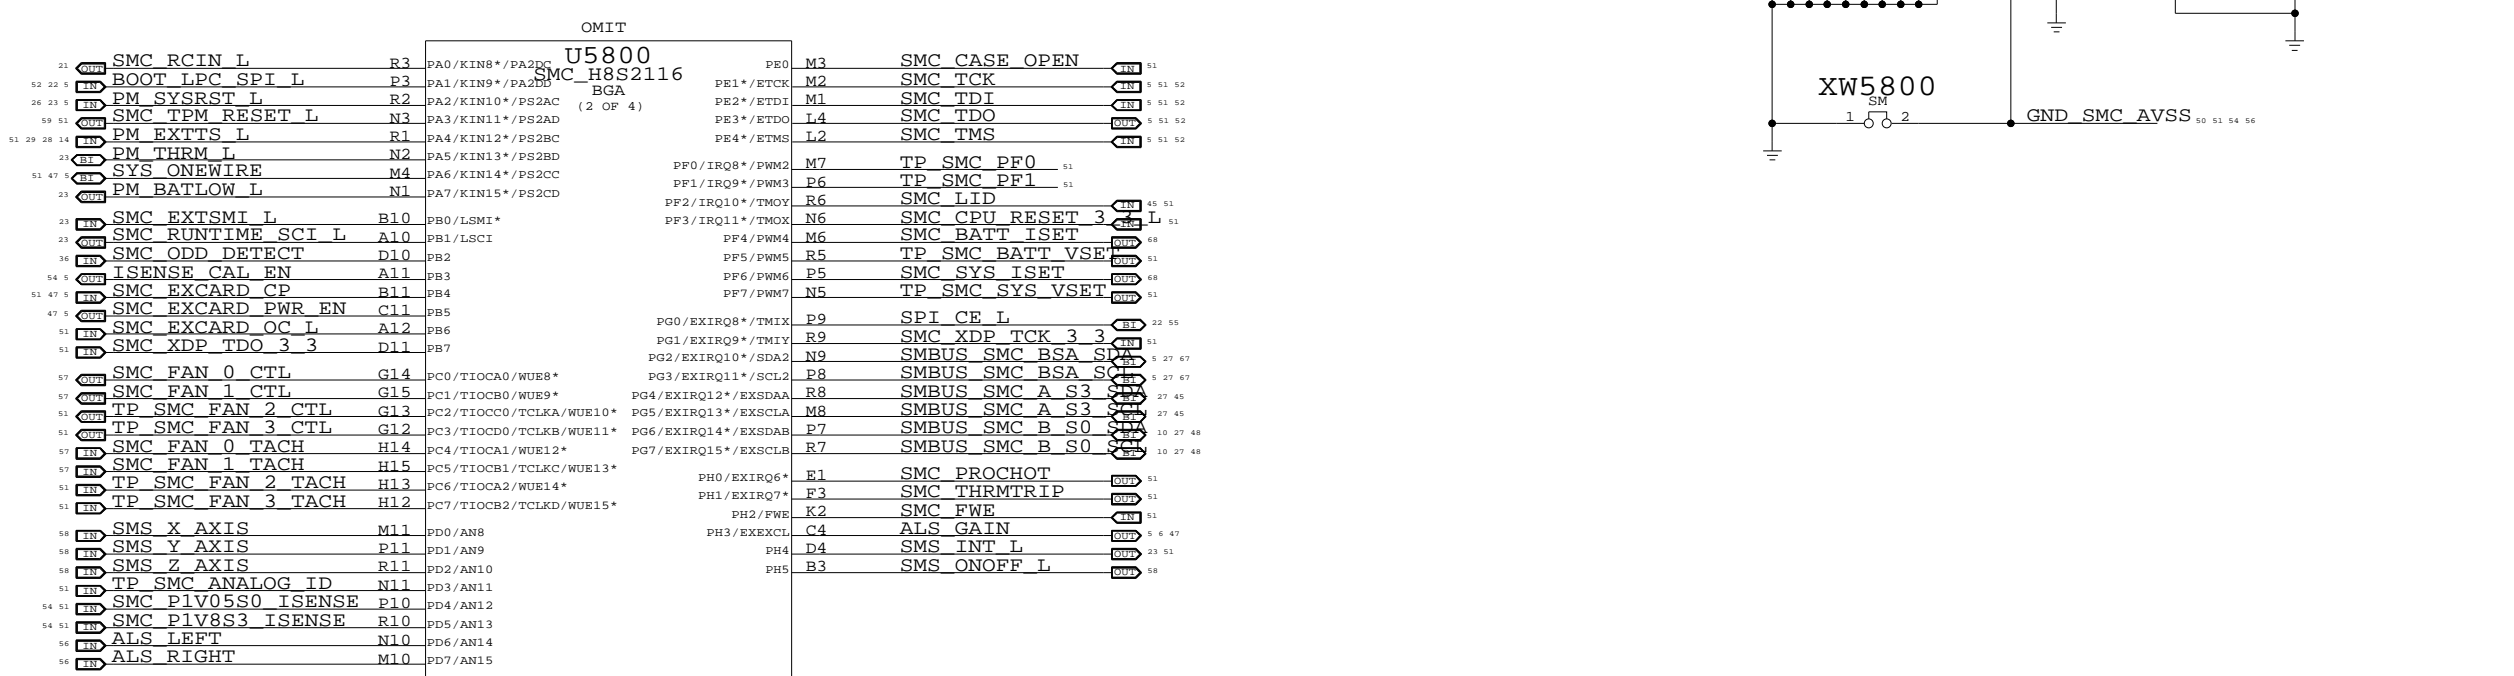 OMIT
U5800
SMC_H8S2116
BGA
(2 OF 4)
21 OUT SMC_RCIN_L R3 PA0/KIN8*/PA2DC
52 22 5 IN BOOT_LPC_SPI_L P3 PA1/KIN9*/PA2DD
26 23 5 IN PM_SYSRST_L R2 PA2/KIN10*/PS2AC
59 51 OUT SMC_TPM_RESET_L N3 PA3/KIN11*/PS2AD
51 29 28 14 IN PM_EXTTS_L R1 PA4/KIN12*/PS2BC
23 BI PM_THRM_L N2 PA5/KIN13*/PS2BD
51 47 5 BI SYS_ONEWIRE M4 PA6/KIN14*/PS2CC
23 OUT PM_BATLOW_L N1 PA7/KIN15*/PS2CD
23 IN SMC_EXTSMI_L B10 PB0/LSMI*
23 OUT SMC_RUNTIME_SCI_L A10 PB1/LSCI
36 IN SMC_ODD_DETECT D10 PB2
54 5 OUT ISENSE_CAL_EN A11 PB3
51 47 5 IN SMC_EXCARD_CP B11 PB4
47 5 OUT SMC_EXCARD_PWR_EN C11 PB5
51 IN SMC_EXCARD_OC_L A12 PB6
51 IN SMC_XDP_TDO_3_3 D11 PB7
57 OUT SMC_FAN_0_CTL G14 PC0/TIOCA0/WUE8*
57 OUT SMC_FAN_1_CTL G15 PC1/TIOCB0/WUE9*
51 OUT TP_SMC_FAN_2_CTL G13 PC2/TIOCC0/TCLKA/WUE10*
51 OUT TP_SMC_FAN_3_CTL G12 PC3/TIOCD0/TCLKB/WUE11*
57 IN SMC_FAN_0_TACH H14 PC4/TIOCA1/WUE12*
57 IN SMC_FAN_1_TACH H15 PC5/TIOCB1/TCLKC/WUE13*
51 IN TP_SMC_FAN_2_TACH H13 PC6/TIOCA2/WUE14*
51 IN TP_SMC_FAN_3_TACH H12 PC7/TIOCB2/TCLKD/WUE15*
58 IN SMS_X_AXIS M11 PD0/AN8
58 IN SMS_Y_AXIS P11 PD1/AN9
58 IN SMS_Z_AXIS R11 PD2/AN10
51 IN TP_SMC_ANALOG_ID N11 PD3/AN11
54 51 IN SMC_P1V05S0_ISENSE P10 PD4/AN12
54 51 IN SMC_P1V8S3_ISENSE R10 PD5/AN13
56 IN ALS_LEFT N10 PD6/AN14
56 IN ALS_RIGHT M10 PD7/AN15
PE0 M3 SMC_CASE_OPEN IN 51
PE1*/ETCK M2 SMC_TCK IN 5 51 52
PE2*/ETDI M1 SMC_TDI IN 5 51 52
PE3*/ETDO L4 SMC_TDO OUT 5 51 52
PE4*/ETMS L2 SMC_TMS IN 5 51 52
PF0/IRQ8*/PWM2 M7 TP_SMC_PF0 51
PF1/IRQ9*/PWM3 P6 TP_SMC_PF1 51
PF2/IRQ10*/TMOY R6 SMC_LID IN 45 51
PF3/IRQ11*/TMOX N6 SMC_CPU_RESET_3_3_L IN 51
PF4/PWM4 M6 SMC_BATT_ISET OUT 68
PF5/PWM5 R5 TP_SMC_BATT_VSET OUT 51
PF6/PWM6 P5 SMC_SYS_ISET OUT 68
PF7/PWM7 N5 TP_SMC_SYS_VSET OUT 51
PG0/EXIRQ8*/TMIX P9 SPI_CE_L BI 22 55
PG1/EXIRQ9*/TMIY R9 SMC_XDP_TCK_3_3 IN 51
PG2/EXIRQ10*/SDA2 N9 SMBUS_SMC_BSA_SDA BI 5 27 67
PG3/EXIRQ11*/SCL2 P8 SMBUS_SMC_BSA_SCL BI 5 27 67
PG4/EXIRQ12*/EXSDAA R8 SMBUS_SMC_A_S3_SDA BI 27 45
PG5/EXIRQ13*/EXSCLA M8 SMBUS_SMC_A_S3_SCL BI 27 45
PG6/EXIRQ14*/EXSDAB P7 SMBUS_SMC_B_S0_SDA BI 10 27 48
PG7/EXIRQ15*/EXSCLB R7 SMBUS_SMC_B_S0_SCL BI 10 27 48
PH0/EXIRQ6* E1 SMC_PROCHOT OUT 51
PH1/EXIRQ7* F3 SMC_THRMTRIP OUT 51
PH2/FWE K2 SMC_FWE IN 51
PH3/EXEXCL C4 ALS_GAIN OUT 5 6 47
PH4 D4 SMS_INT_L OUT 23 51
PH5 B3 SMS_ONOFF_L OUT 58
XW5800
SM
1 2 GND_SMC_AVSS 50 51 54 56